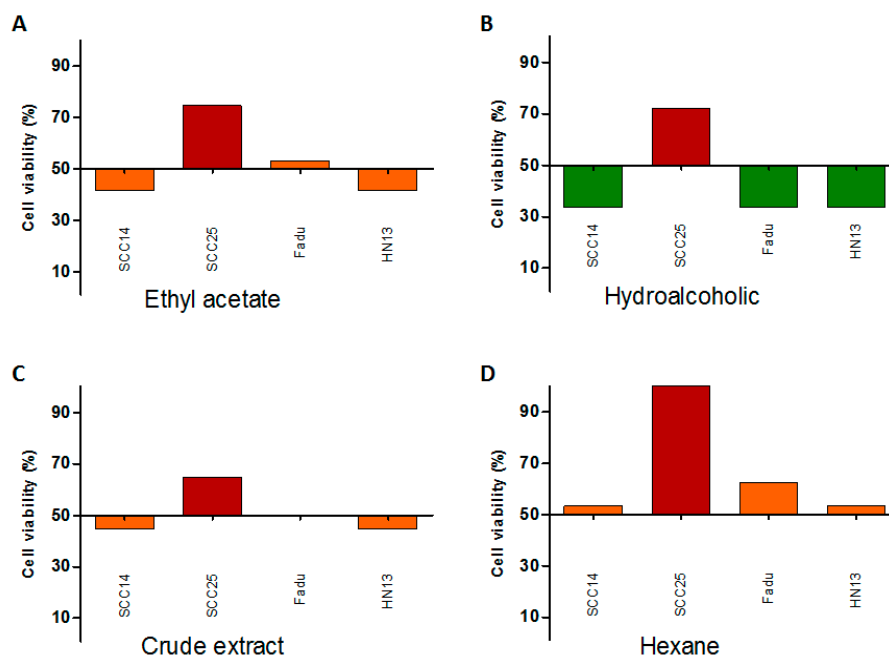 A
Cell viability (%)
90
70
50
30
10
SCC14
SCC25
Fadu
HN13
Ethyl acetate
B
Cell viability (%)
90
70
50
30
10
SCC14
SCC25
Fadu
HN13
Hydroalcoholic
C
Cell viability (%)
90
70
50
30
10
SCC14
SCC25
Fadu
HN13
Crude extract
D
Cell viability (%)
90
70
50
30
10
SCC14
SCC25
Fadu
HN13
Hexane